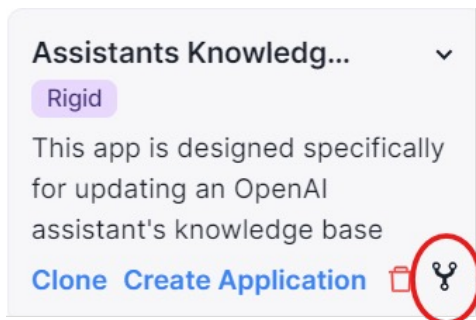 Assistants Knowledg...
Rigid
This app is designed specifically
for updating an OpenAI
assistant's knowledge base
Clone Create Application